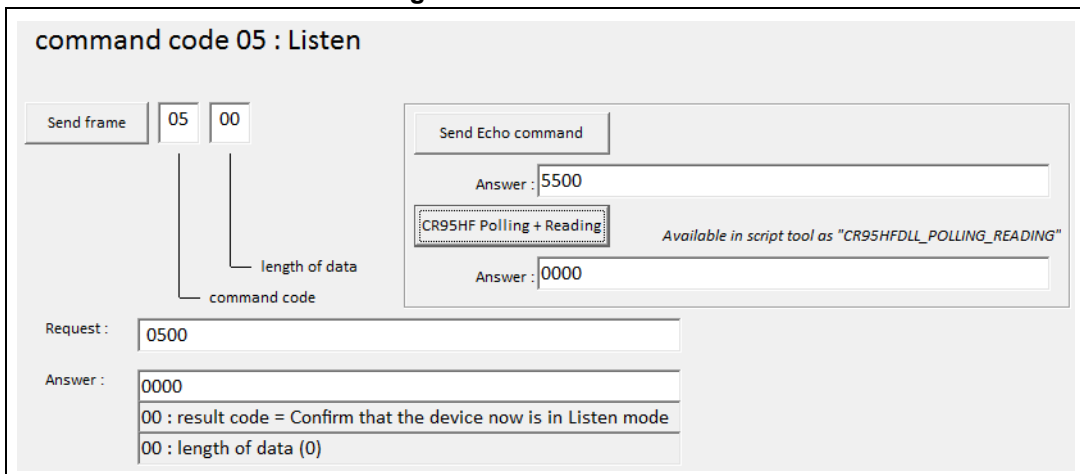 command code 05 : Listen
Send frame 05 00
length of data
command code
Send Echo command
Answer : 5500
CR95HF Polling + Reading Available in script tool as "CR95HFDLL_POLLING_READING"
Answer : 0000
Request : 0500
Answer : 0000
00 : result code = Confirm that the device now is in Listen mode
00 : length of data (0)